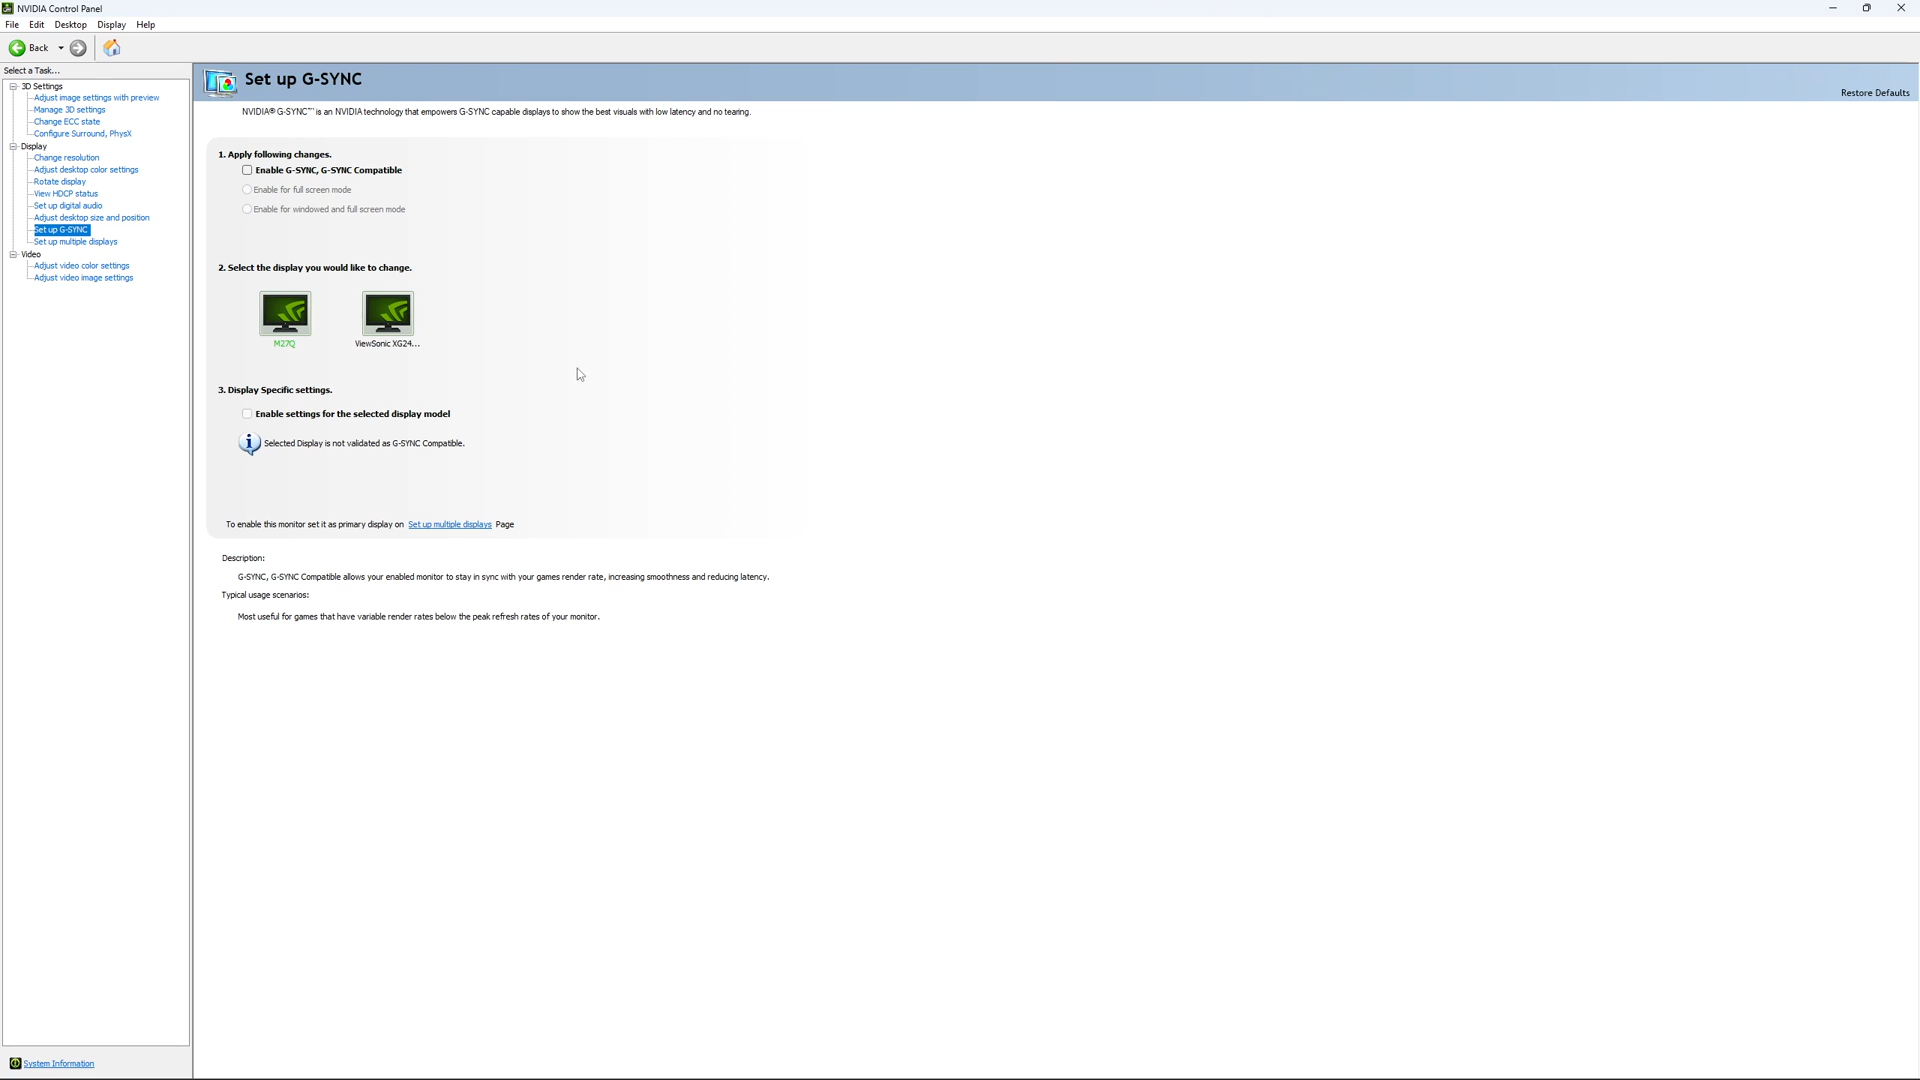 NVIDIA Control Panel
File Edit Desktop Display Help
Back
Select a Task...
3D Settings
Adjust image settings with preview
Manage 3D settings
Change ECC state
Configure Surround, PhysX
Display
Change resolution
Adjust desktop color settings
Rotate display
View HDCP status
Set up digital audio
Adjust desktop size and position
Set up G-SYNC
Set up multiple displays
Video
Adjust video color settings
Adjust video image settings
System Information
Set up G-SYNC
Restore Defaults
NVIDIA® G-SYNC™ is an NVIDIA technology that empowers G-SYNC capable displays to show the best visuals with low latency and no tearing.
1. Apply following changes.
Enable G-SYNC, G-SYNC Compatible
Enable for full screen mode
Enable for windowed and full screen mode
2. Select the display you would like to change.
M27Q ViewSonic XG24...
3. Display Specific settings.
Enable settings for the selected display model
Selected Display is not validated as G-SYNC Compatible.
To enable this monitor set it as primary display on Set up multiple displays Page
Description:
G-SYNC, G-SYNC Compatible allows your enabled monitor to stay in sync with your games render rate, increasing smoothness and reducing latency.
Typical usage scenarios:
Most useful for games that have variable render rates below the peak refresh rates of your monitor.